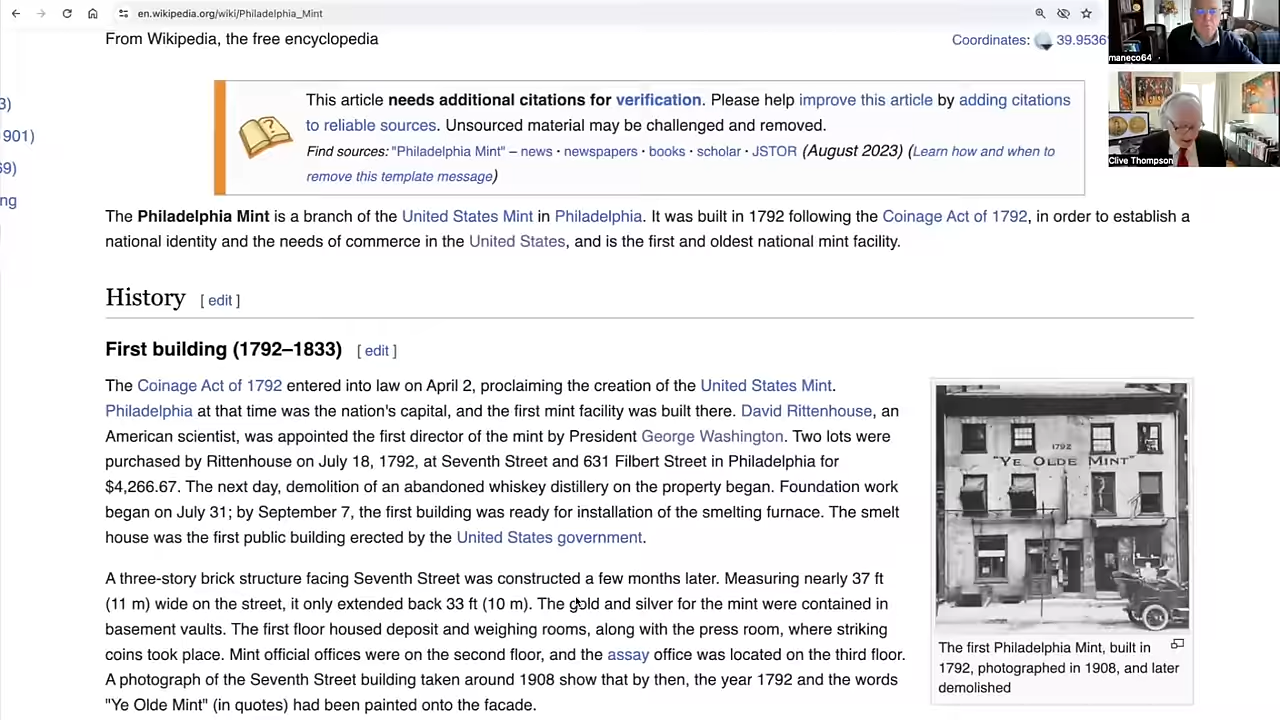 en.wikipedia.org/wiki/Philadelphia_Mint
From Wikipedia, the free encyclopedia
Coordinates: 39.9536
maneco64
Clive Thompson
3)
901)
69)
ng
This article needs additional citations for verification. Please help improve this article by adding citations
to reliable sources. Unsourced material may be challenged and removed.
Find sources: "Philadelphia Mint" – news · newspapers · books · scholar · JSTOR (August 2023) (Learn how and when to
remove this template message)
The Philadelphia Mint is a branch of the United States Mint in Philadelphia. It was built in 1792 following the Coinage Act of 1792, in order to establish a
national identity and the needs of commerce in the United States, and is the first and oldest national mint facility.
History [ edit ]
First building (1792–1833) [ edit ]
The Coinage Act of 1792 entered into law on April 2, proclaiming the creation of the United States Mint.
Philadelphia at that time was the nation's capital, and the first mint facility was built there. David Rittenhouse, an
American scientist, was appointed the first director of the mint by President George Washington. Two lots were
purchased by Rittenhouse on July 18, 1792, at Seventh Street and 631 Filbert Street in Philadelphia for
$4,266.67. The next day, demolition of an abandoned whiskey distillery on the property began. Foundation work
began on July 31; by September 7, the first building was ready for installation of the smelting furnace. The smelt
house was the first public building erected by the United States government.
A three-story brick structure facing Seventh Street was constructed a few months later. Measuring nearly 37 ft
(11 m) wide on the street, it only extended back 33 ft (10 m). The gold and silver for the mint were contained in
basement vaults. The first floor housed deposit and weighing rooms, along with the press room, where striking
coins took place. Mint official offices were on the second floor, and the assay office was located on the third floor.
A photograph of the Seventh Street building taken around 1908 show that by then, the year 1792 and the words
"Ye Olde Mint" (in quotes) had been painted onto the facade.
1792
"YE OLDE MINT"
The first Philadelphia Mint, built in
1792, photographed in 1908, and later
demolished